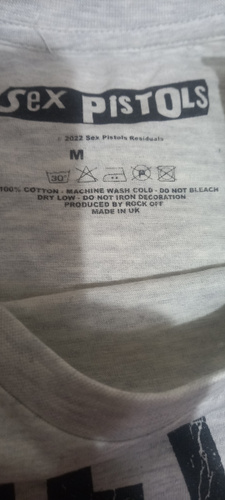 SeX PISTOLS
© 2022 Sex Pistols Residuals
M
30°
P
100% COTTON - MACHINE WASH COLD - DO NOT BLEACH
DRY LOW - DO NOT IRON DECORATION
PRODUCED BY ROCK OFF
MADE IN UK